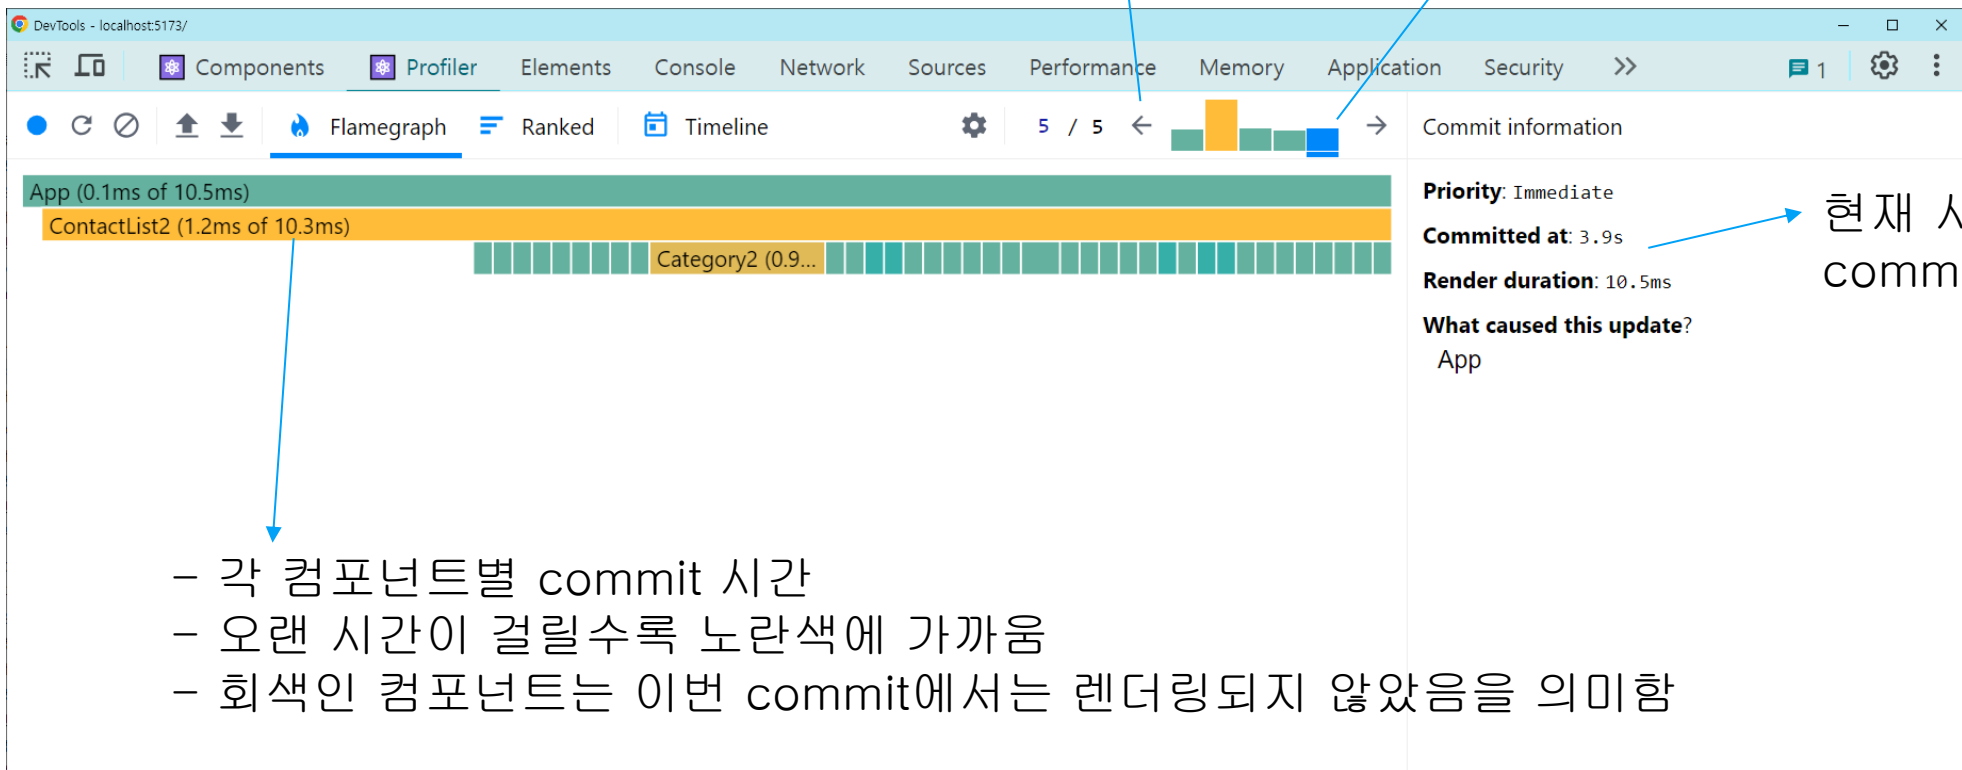 DevTools - localhost:5173/
Components Profiler Elements Console Network Sources Performance Memory Application Security 1
Flamegraph Ranked Timeline 5 / 5 Commit information
App (0.1ms of 10.5ms)
ContactList2 (1.2ms of 10.3ms)
Category2 (0.9...
Priority: Immediate
Committed at: 3.9s
Render duration: 10.5ms
What caused this update?
App
현재
comm
- 각 컴포넌트별 commit 시간
- 오랜 시간이 걸릴수록 노란색에 가까움
- 회색인 컴포넌트는 이번 commit에서는 렌더링되지 않았음을 의미함